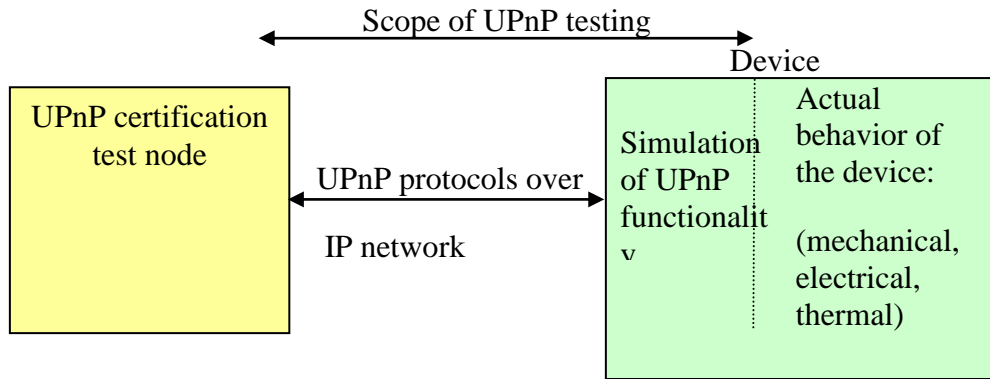 Scope of UPnP testing
Device
UPnP certification
test node
UPnP protocols over
IP network
Simulation
of UPnP
functionalit
y
Actual
behavior of
the device:
(mechanical,
electrical,
thermal)